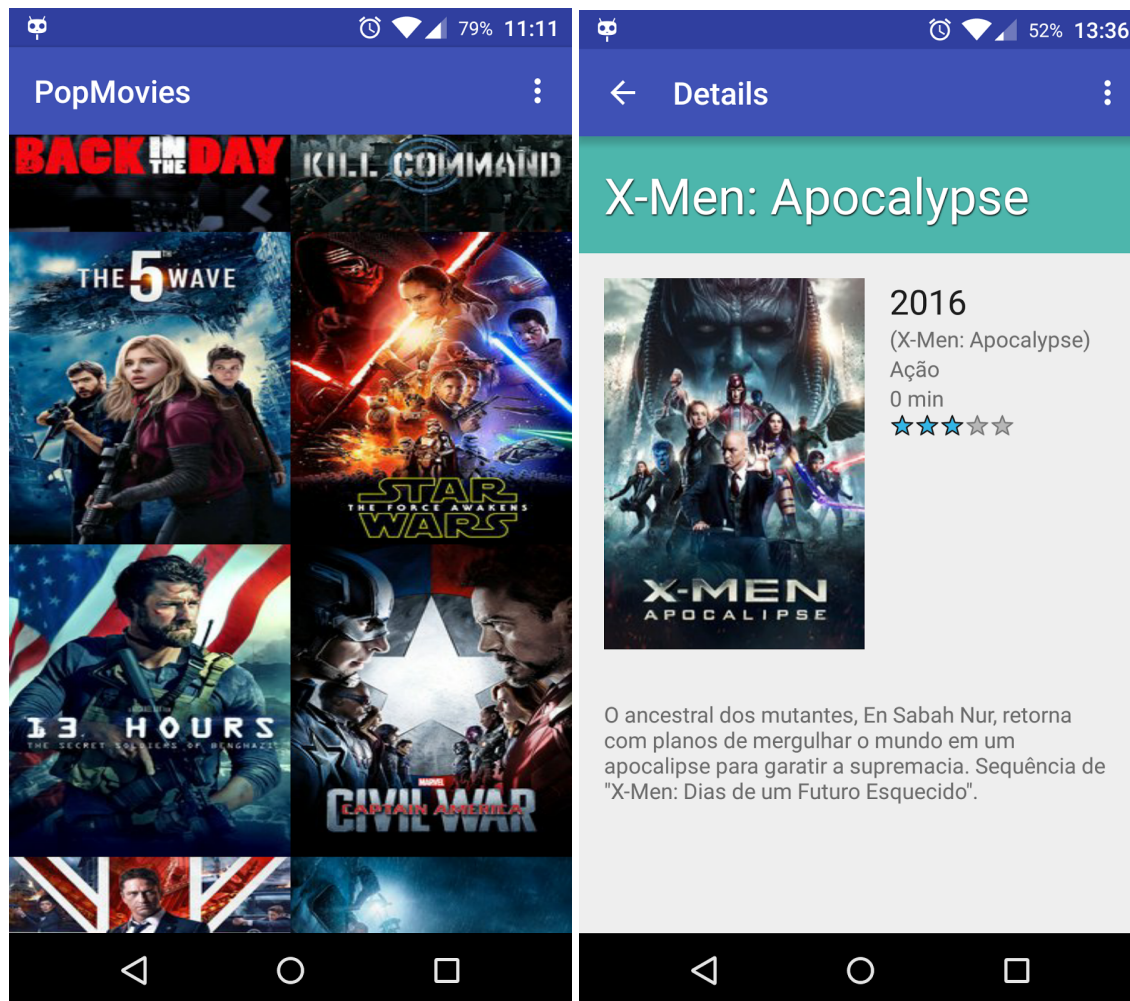 79% 11:11
PopMovies
BACK IN THE DAY
KILL COMMAND
THE 5TH WAVE
STAR
THE FORCE AWAKENS
WARS
13 HOURS
THE SECRET SOLDIERS OF BENGHAZI
MARVEL
CAPTAIN AMERICA
CIVIL WAR
52% 13:36
Details
X-Men: Apocalypse
2016
(X-Men: Apocalypse)
Ação
0 min
X-MEN
APOCALIPSE
O ancestral dos mutantes, En Sabah Nur, retorna
com planos de mergulhar o mundo em um
apocalipse para garatir a supremacia. Sequência de
"X-Men: Dias de um Futuro Esquecido".